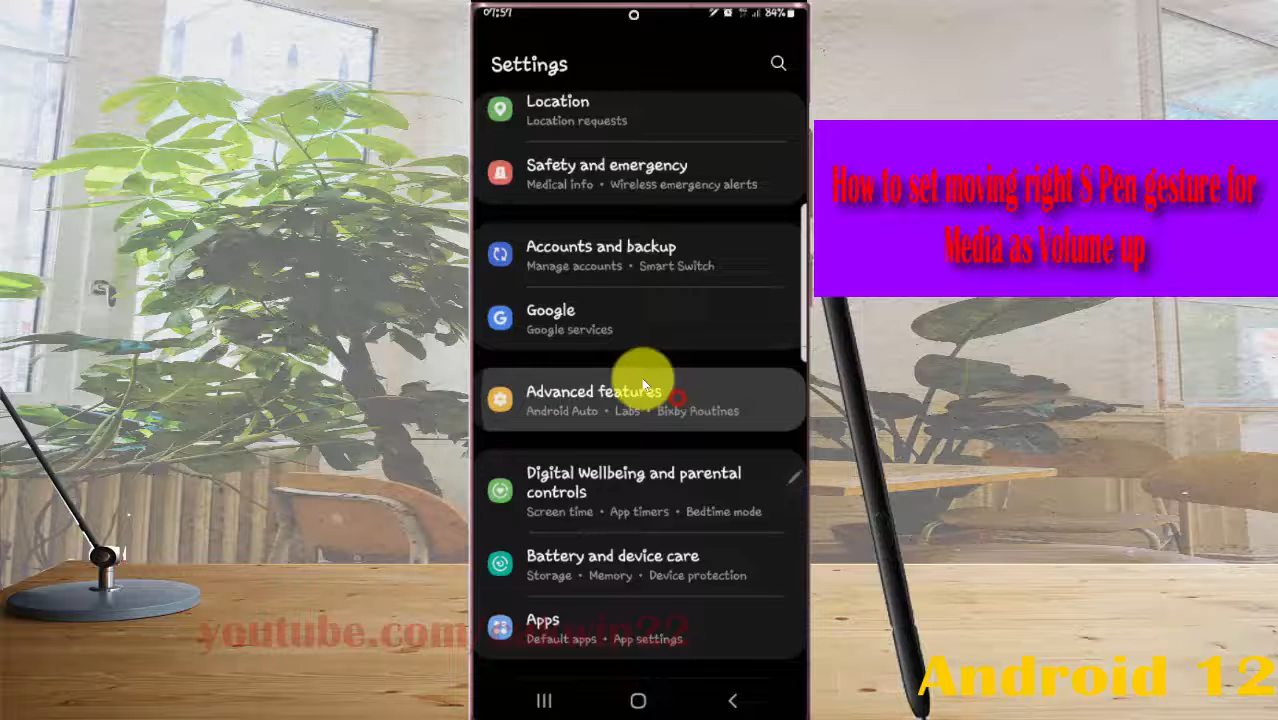 07:57
84%
Settings
Location
Location requests
Safety and emergency
Medical info • Wireless emergency alerts
Accounts and backup
Manage accounts • Smart Switch
Google
Google services
Advanced features
Android Auto • Labs • Bixby Routines
Digital Wellbeing and parental
controls
Screen time • App timers • Bedtime mode
Battery and device care
Storage • Memory • Device protection
Apps
Default apps • App settings
How to set moving right S Pen gesture for
Media as Volume up
youtube.com/
Android 12